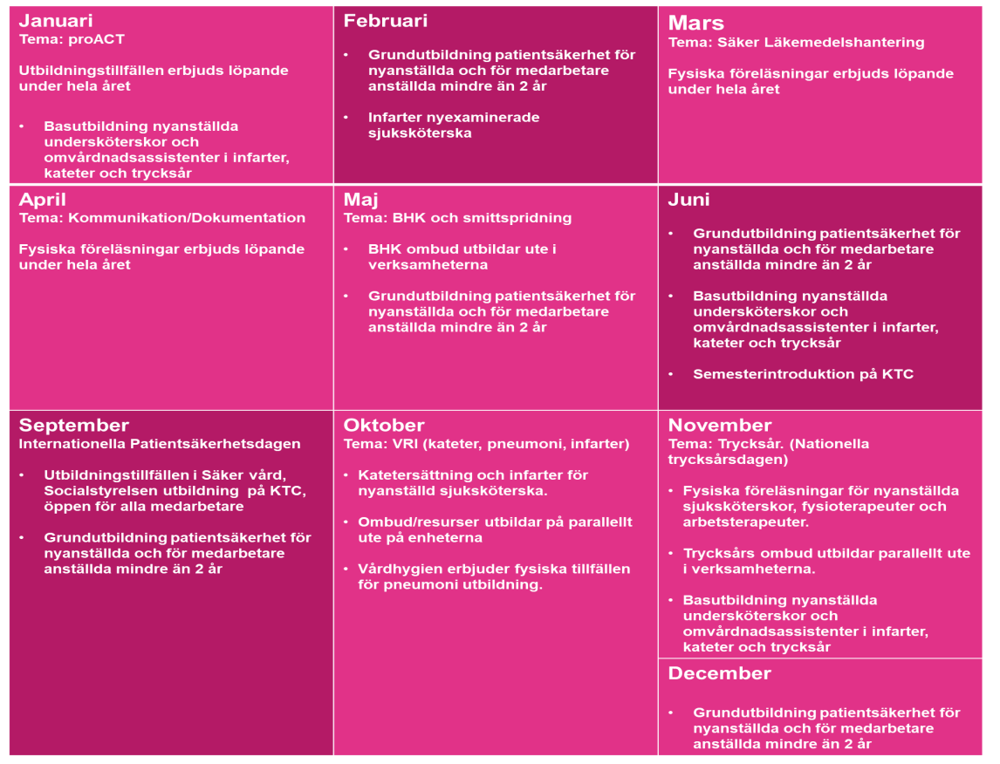 Januari
Tema: proACT
Utbildningstillfällen erbjuds löpande
under hela året
• Basutbildning nyanställda
undersköterskor och
omvårdnadsassistenter i infarter,
kateter och trycksår
Februari
• Grundutbildning patientsäkerhet för
nyanställda och för medarbetare
anställda mindre än 2 år
• Infarter nyexaminerade
sjuksköterska
Mars
Tema: Säker Läkemedelshantering
Fysiska föreläsningar erbjuds löpande
under hela året
April
Tema: Kommunikation/Dokumentation
Fysiska föreläsningar erbjuds löpande
under hela året
Maj
Tema: BHK och smittspridning
• BHK ombud utbildar ute i
verksamheterna
• Grundutbildning patientsäkerhet för
nyanställda och för medarbetare
anställda mindre än 2 år
Juni
• Grundutbildning patientsäkerhet för
nyanställda och för medarbetare
anställda mindre än 2 år
• Basutbildning nyanställda
undersköterskor och
omvårdnadsassistenter i infarter,
kateter och trycksår
• Semesterintroduktion på KTC
September
Internationella Patientsäkerhetsdagen
• Utbildningstillfällen i Säker vård,
Socialstyrelsen utbildning på KTC,
öppen för alla medarbetare
• Grundutbildning patientsäkerhet för
nyanställda och för medarbetare
anställda mindre än 2 år
Oktober
Tema: VRI (kateter, pneumoni, infarter)
• Katetersättning och infarter för
nyanställd sjuksköterska.
• Ombud/resurser utbildar på parallellt
ute på enheterna
• Vårdhygien erbjuder fysiska tillfällen
för pneumoni utbildning.
November
Tema: Trycksår. (Nationella
trycksårsdagen)
• Fysiska föreläsningar för nyanställda
sjuksköterskor, fysioterapeuter och
arbetsterapeuter.
• Trycksårs ombud utbildar parallellt ute
i verksamheterna.
• Basutbildning nyanställda
undersköterskor och
omvårdnadsassistenter i infarter,
kateter och trycksår
December
• Grundutbildning patientsäkerhet för
nyanställda och för medarbetare
anställda mindre än 2 år